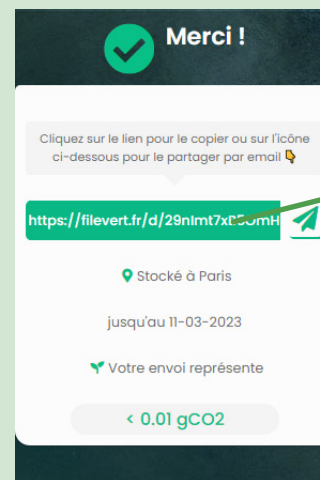 Merci !
Cliquez sur le lien pour le copier ou sur l'icône
ci-dessous pour le partager par email
Stocké à Paris
jusqu'au 11-03-2023
Votre envoi représente
< 0.01 gCO2